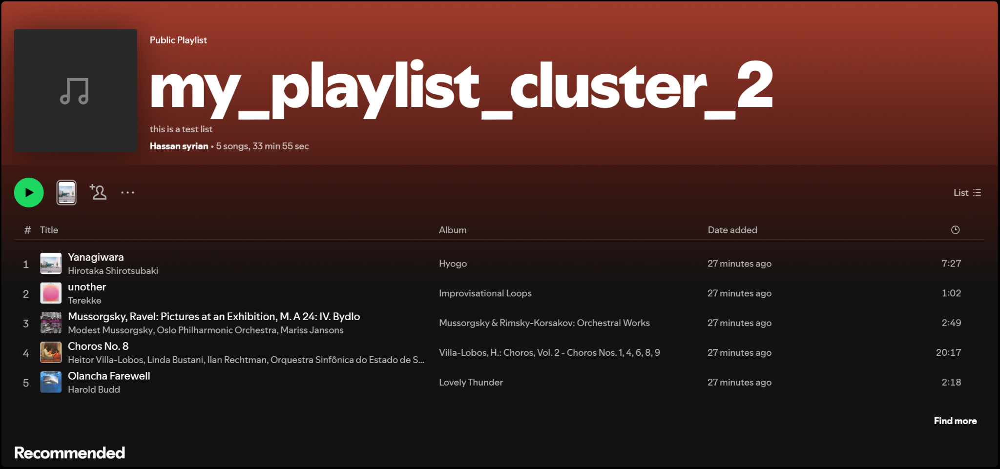 Public Playlist
my_playlist_cluster_2
this is a test list
Hassan syrian • 5 songs, 33 min 55 sec
List
# Title Album Date added
1 Yanagiwara Hyogo 27 minutes ago 7:27
Hirotaka Shirotsubaki
2 unother Improvisational Loops 27 minutes ago 1:02
Terekke
3 Mussorgsky, Ravel: Pictures at an Exhibition, M. A 24: IV. Bydlo Mussorgsky & Rimsky-Korsakov: Orchestral Works 27 minutes ago 2:49
Modest Mussorgsky, Oslo Philharmonic Orchestra, Mariss Jansons
4 Choros No. 8 Villa-Lobos, H.: Choros, Vol. 2 - Choros Nos. 1, 4, 6, 8, 9 27 minutes ago 20:17
Heitor Villa-Lobos, Linda Bustani, Ilan Rechtman, Orquestra Sinfônica do Estado de S...
5 Olancha Farewell Lovely Thunder 27 minutes ago 2:18
Harold Budd
Find more
Recommended